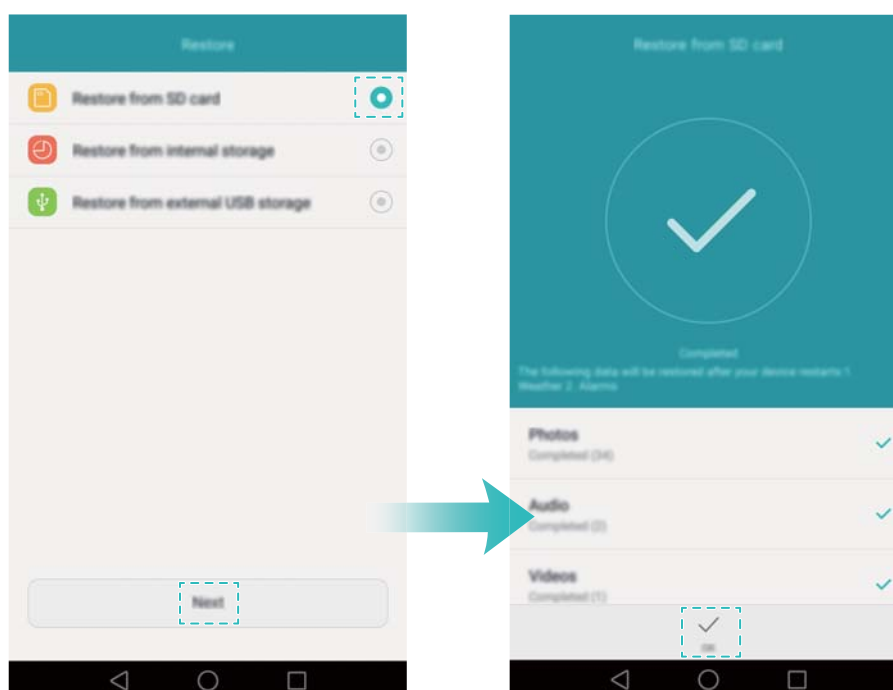 Restore
Restore from SD card
Restore from internal storage
Restore from external USB storage
Next
Restore from SD card
Completed
The following data will be restored after your device restarts:1.
Weather 2. Alarms
Photos
Completed (34)
Audio
Completed (2)
Videos
Completed (1)
OK